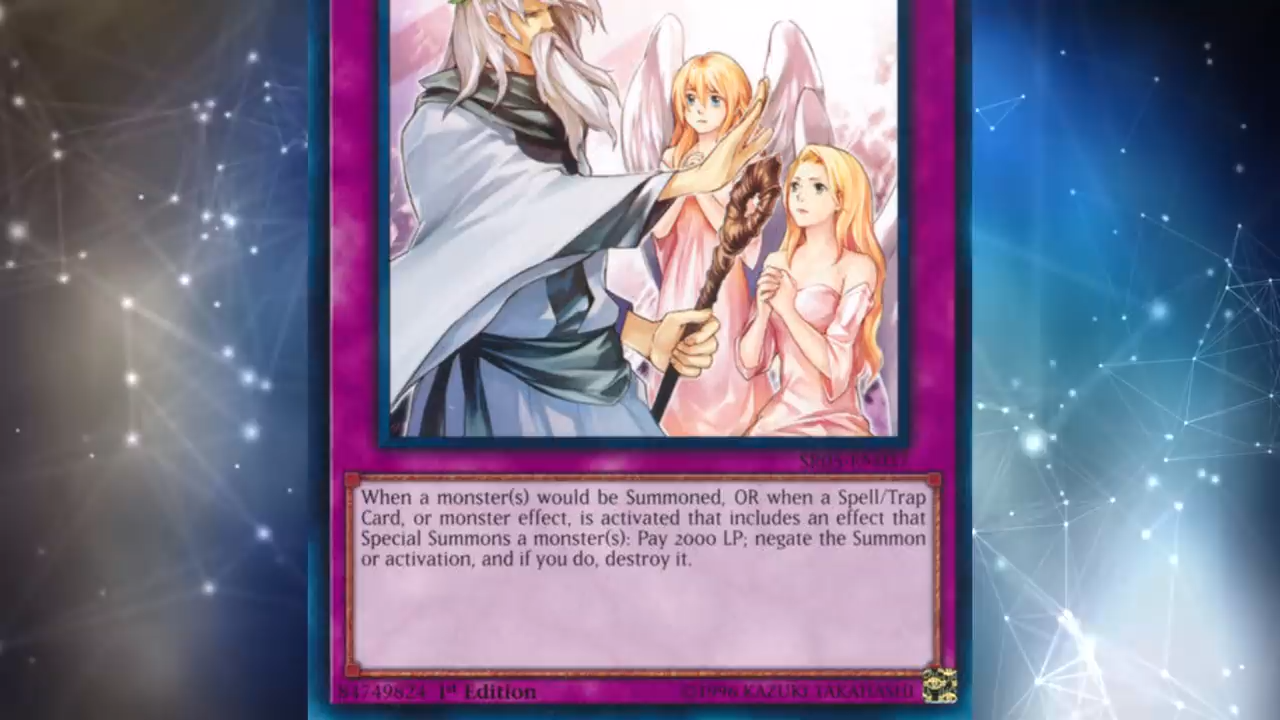 When a monster(s) would be Summoned, OR when a Spell/Trap
Card, or monster effect, is activated that includes an effect that
Special Summons a monster(s): Pay 2000 LP; negate the Summon
or activation, and if you do, destroy it.
84749824 1st Edition ©1996 KAZUKI TAKAHASHI